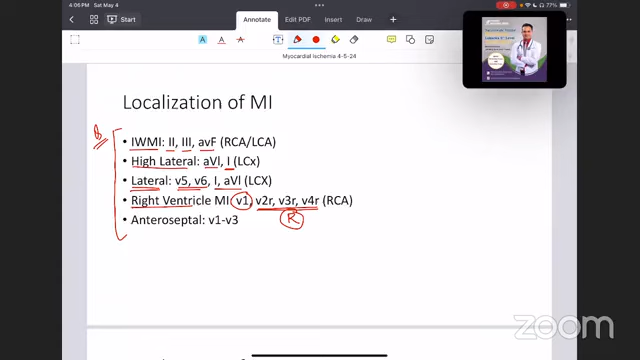 4:06 PM Sat May 4
77%
Start
Annotate
Edit PDF
Insert
Draw
Myocardial Ischemia 4-5-24
Localization of MI
• IWMI: II, III, avF (RCA/LCA)
• High Lateral: aVl, I (LCx)
• Lateral: v5, v6, I, aVl (LCX)
• Right Ventricle MI v1, v2r, v3r, v4r (RCA)
R
• Anteroseptal: v1-v3
zoom